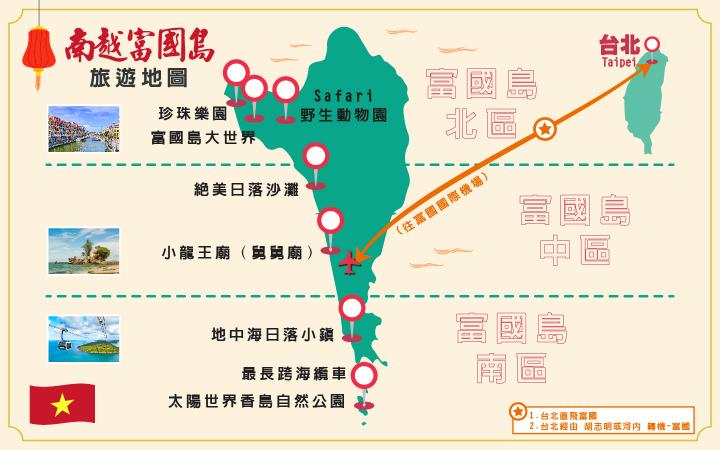 南越富國島
旅遊地圖
台北
Taipei
富國島
北區
Safari
野生動物園
珍珠樂園
富國島大世界
絕美日落沙灘
(往富國國際機場)
富國島
中區
小龍王廟（舅舅廟）
地中海日落小鎮
富國島
南區
最長跨海纜車
太陽世界香島自然公園
1.台北直飛富國
2.台北經由 胡志明或河內 轉機-富國